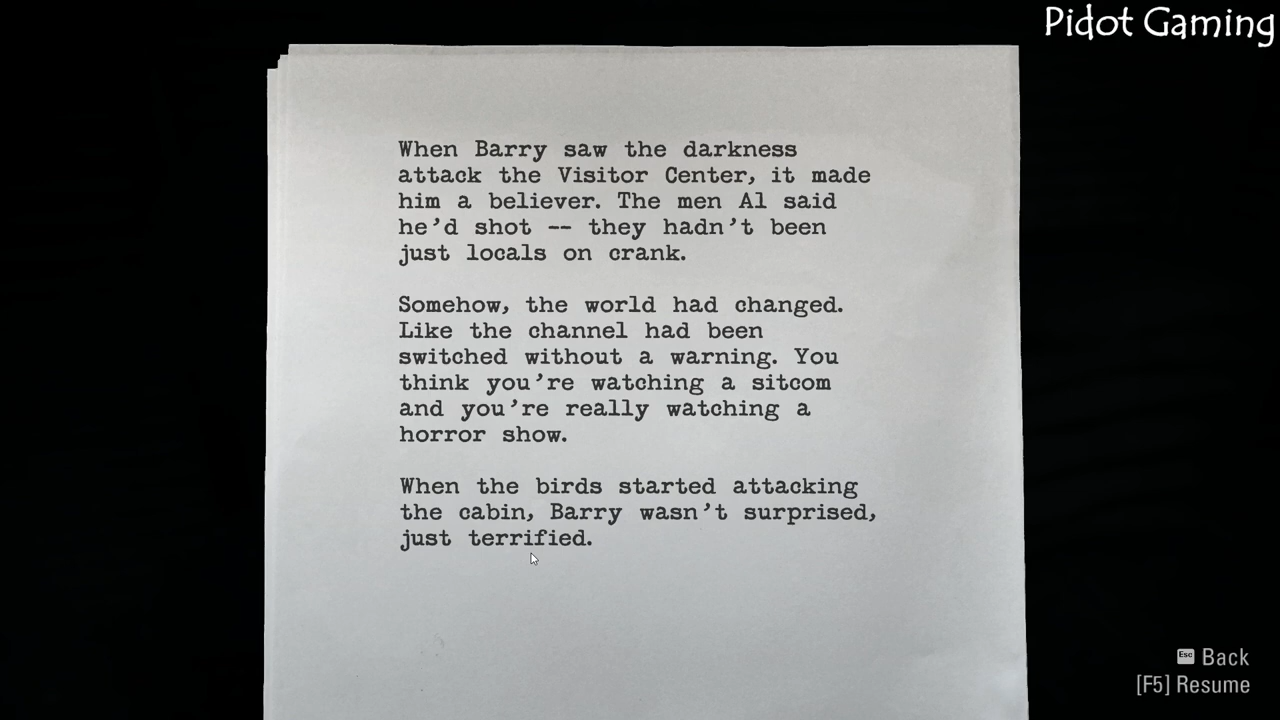 Pidot Gaming
When Barry saw the darkness
attack the Visitor Center, it made
him a believer. The men Al said
he’d shot -- they hadn’t been
just locals on crank.
Somehow, the world had changed.
Like the channel had been
switched without a warning. You
think you’re watching a sitcom
and you’re really watching a
horror show.
When the birds started attacking
the cabin, Barry wasn’t surprised,
just terrified.
Esc Back
[F5] Resume